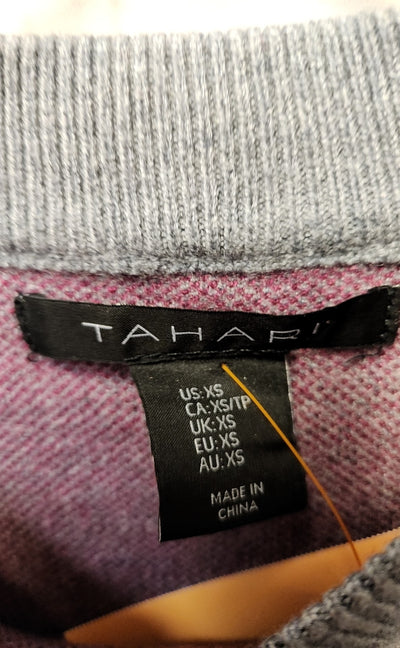 TAHARI
US: XS
CA: XS/TP
UK: XS
EU: XS
AU: XS
MADE IN
CHINA